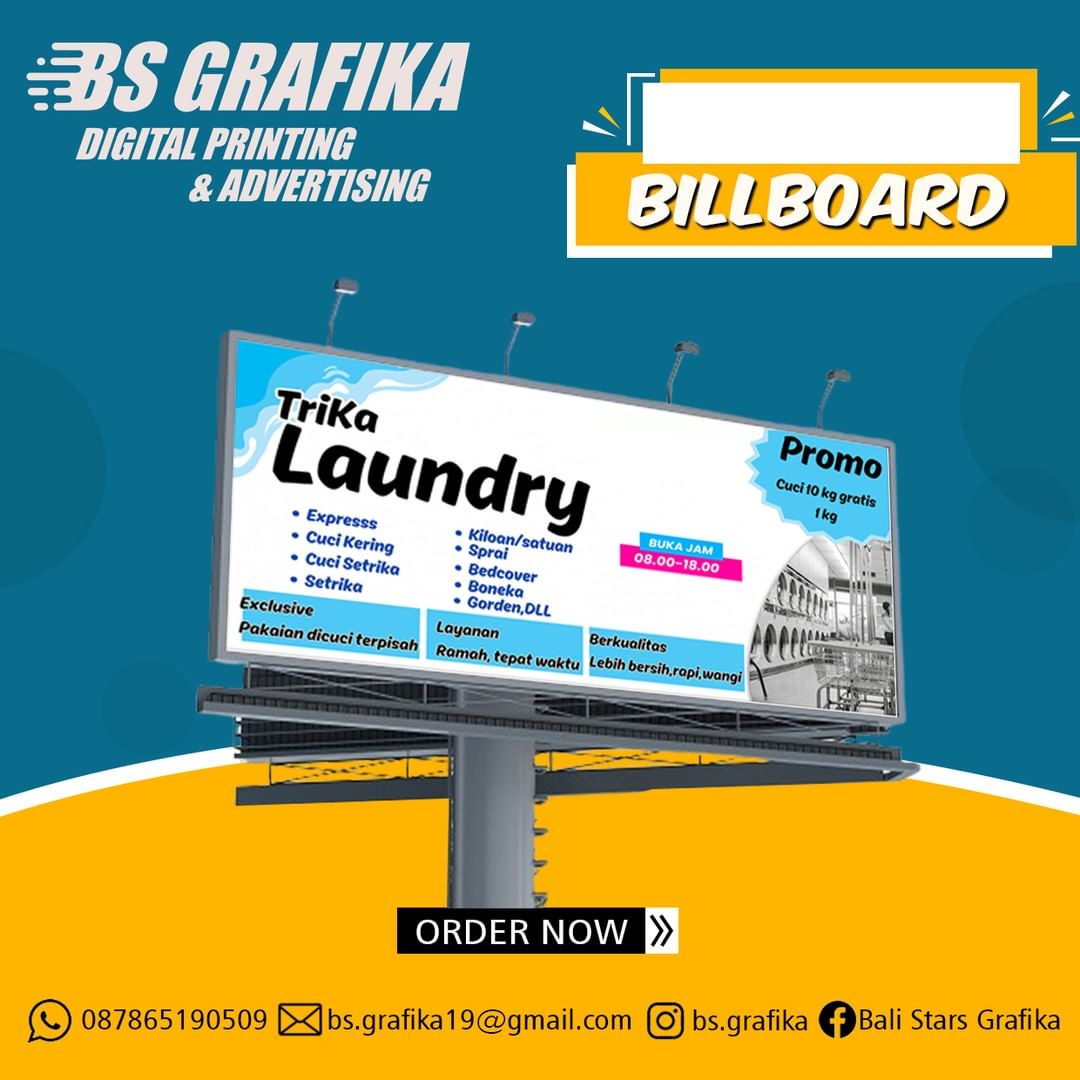 BS GRAFIKA
DIGITAL PRINTING
& ADVERTISING
BILLBOARD
TriKa
Laundry
• Expresss
• Cuci Kering
• Cuci Setrika
• Setrika
• Kiloan/satuan
• Sprai
• Bedcover
• Boneka
• Gorden,DLL
BUKA JAM
08.00-18.00
Promo
Cuci 10 kg gratis
1 kg
Exclusive
Pakaian dicuci terpisah
Layanan
Ramah, tepat waktu
Berkualitas
Lebih bersih,rapi,wangi
ORDER NOW »
087865190509
bs.grafika19@gmail.com
bs.grafika
Bali Stars Grafika